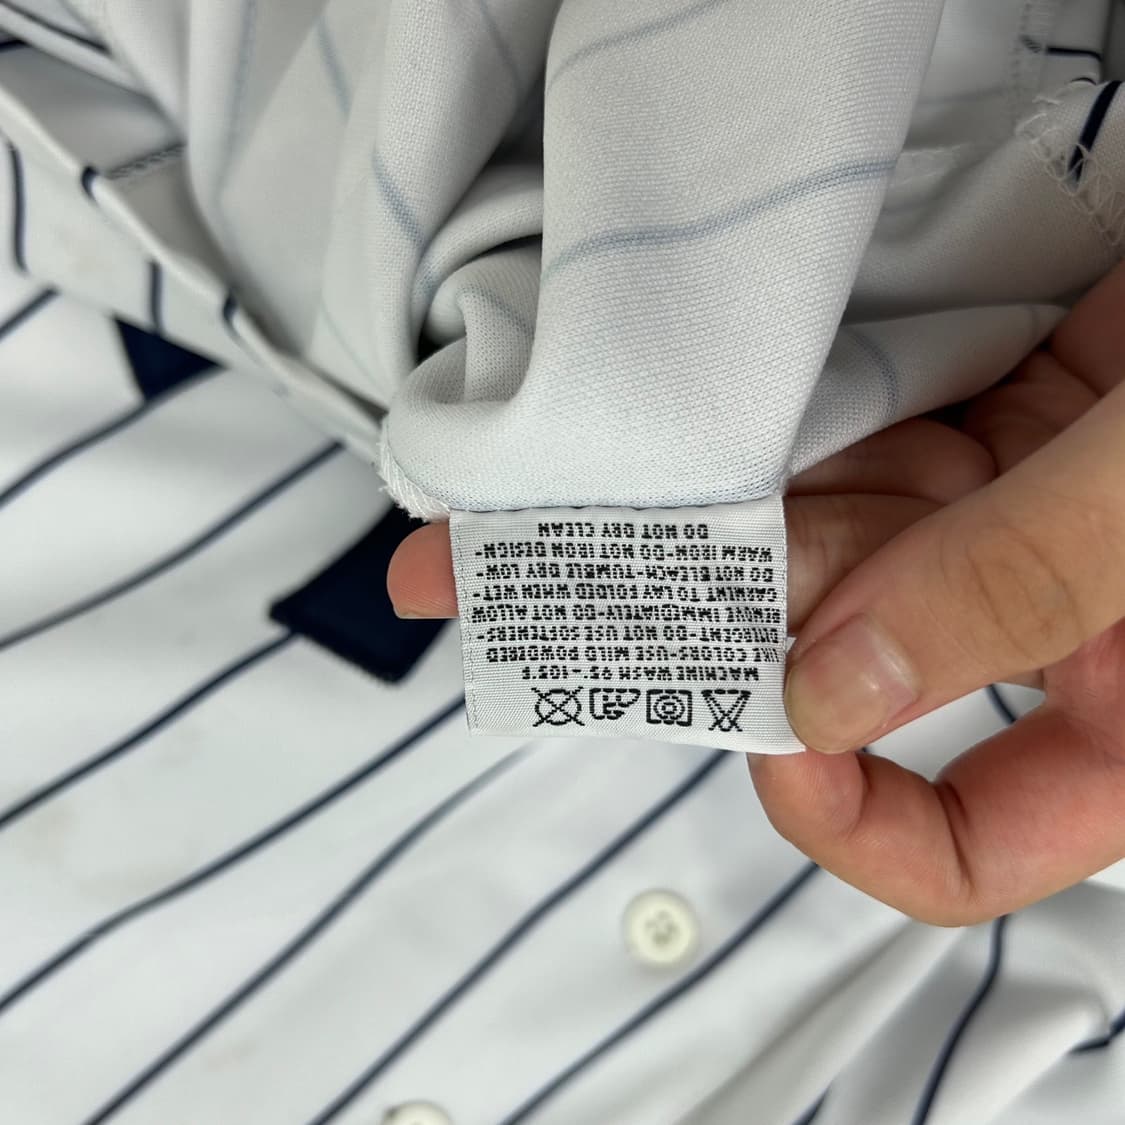 MACHINE WASH 95°-105°F
LIKE COLORS-USE MILD POWDERED
DETERGENT-DO NOT USE SOFTENERS-
HANDLE IMMEDIATELY-DO NOT ALLOW
GARMENT TO LAY FOLDED WHEN WET-
DO NOT BLEACH-TUMBLE DRY LOW-
WARM IRON-DO NOT IRON DESIGN-
DO NOT DRY CLEAN